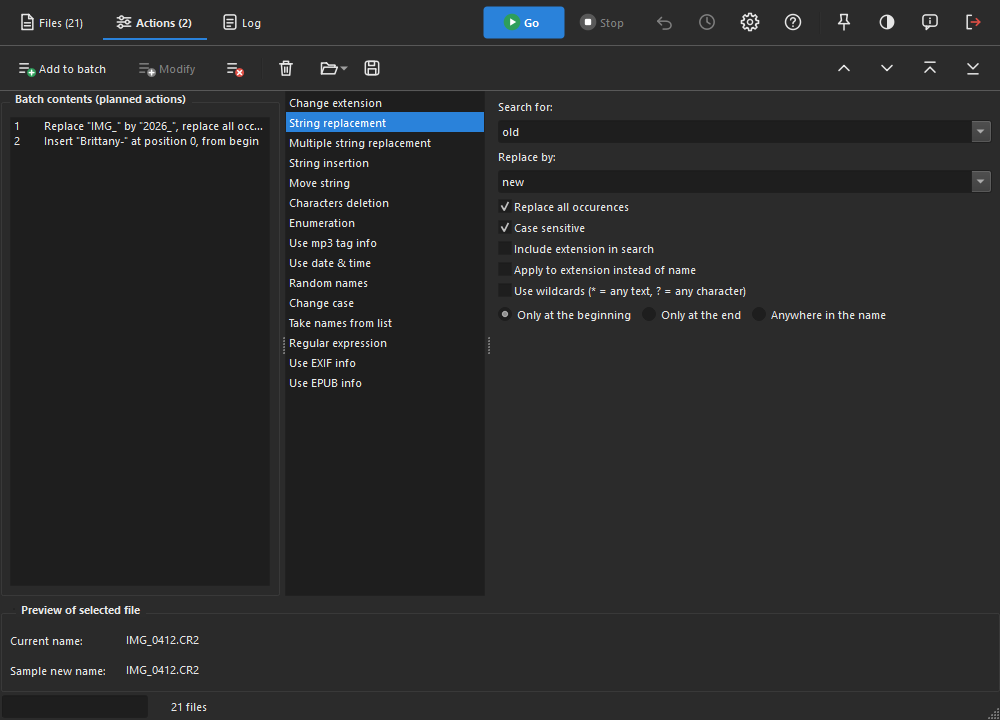 Files (21)
Actions (2)
Log
Go
Stop
Add to batch
Modify
Batch contents (planned actions)
1 Replace "IMG_" by "2026_", replace all occ...
2 Insert "Brittany-" at position 0, from begin
Change extension
String replacement
Multiple string replacement
String insertion
Move string
Characters deletion
Enumeration
Use mp3 tag info
Use date & time
Random names
Change case
Take names from list
Regular expression
Use EXIF info
Use EPUB info
Search for:
old
Replace by:
new
Replace all occurences
Case sensitive
Include extension in search
Apply to extension instead of name
Use wildcards (* = any text, ? = any character)
Only at the beginning Only at the end Anywhere in the name
Preview of selected file
Current name: IMG_0412.CR2
Sample new name: IMG_0412.CR2
21 files